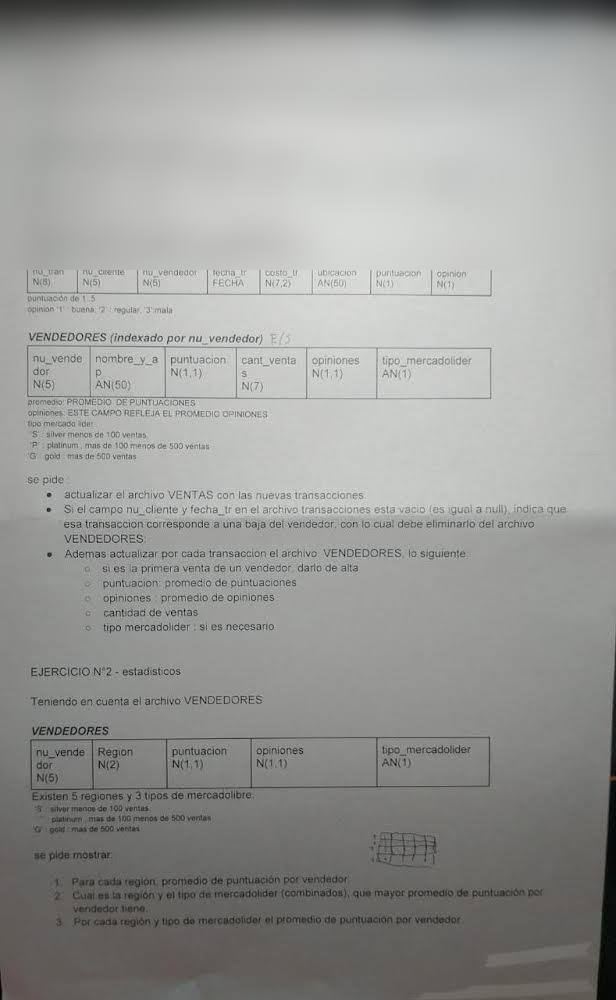 nu_tran nu_cliente nu_vendedor fecha_tr costo_tr ubicacion puntuacion opinion
N(8) N(5) N(5) FECHA N(7,2) AN(50) N(1) N(1)
puntuación de 1..5
opinion '1' : buena, '2' : regular, '3':mala
VENDEDORES (indexado por nu_vendedor) E/S
nu_vende nombre_y_a puntuacion cant_venta opiniones tipo_mercadolider
dor p N(1,1) s N(1,1) AN(1)
N(5) AN(50) N(7)
promedio: PROMEDIO DE PUNTUACIONES
opiniones: ESTE CAMPO REFLEJA EL PROMEDIO OPINIONES
tipo mercado lider:
'S' : silver menos de 100 ventas.
'P' : platinum , mas de 100 menos de 500 ventas
'G' : gold : mas de 500 ventas
se pide :
• actualizar el archivo VENTAS con las nuevas transacciones.
• Si el campo nu_cliente y fecha_tr en el archivo transacciones esta vacio (es igual a null), indica que
esa transaccion corresponde a una baja del vendedor, con lo cual debe eliminarlo del archivo
VENDEDORES.
• Ademas actualizar por cada transaccion el archivo VENDEDORES, lo siguiente:
○ si es la primera venta de un vendedor, darlo de alta
○ puntuacion: promedio de puntuaciones
○ opiniones : promedio de opiniones
○ cantidad de ventas
○ tipo mercadolider : si es necesario
EJERCICIO N°2 - estadisticos
Teniendo en cuenta el archivo VENDEDORES
VENDEDORES
nu_vende Region puntuacion opiniones tipo_mercadolider
dor N(2) N(1,1) N(1,1) AN(1)
N(5)
Existen 5 regiones y 3 tipos de mercadolibre:
'S' : silver menos de 100 ventas.
platinum , mas de 100 menos de 500 ventas
'G' : gold : mas de 500 ventas
se pide mostrar:
1. Para cada region, promedio de puntuación por vendedor.
2. Cual es la región y el tipo de mercadolider (combinados), que mayor promedio de puntuación por
vendedor tiene.
3. Por cada región y tipo de mercadolider el promedio de puntuación por vendedor.